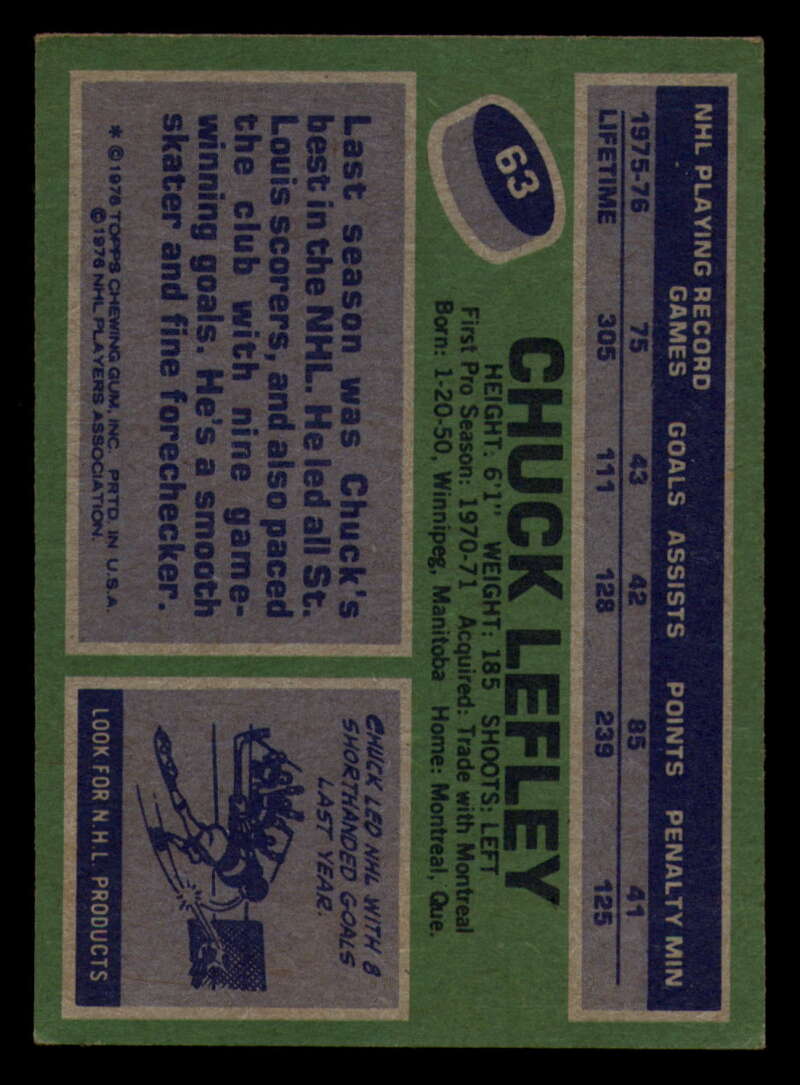 NHL PLAYING RECORD
GAMES GOALS ASSISTS POINTS PENALTY MIN
1975-76 75 43 42 85 41
LIFETIME 305 111 128 239 125
63
CHUCK LEFLEY
HEIGHT: 6'1" WEIGHT: 185 SHOOTS: LEFT
First Pro Season: 1970-71 Acquired: Trade with Montreal
Born: 1-20-50, Winnipeg, Manitoba Home: Montreal, Que.
Last season was Chuck's
best in the NHL. He led all St.
Louis scorers, and also paced
the club with nine game-
winning goals. He's a smooth
skater and fine forechecker.
* © 1976 TOPPS CHEWING GUM, INC. PRTD. IN U.S.A.
© 1976 NHL PLAYERS ASSOCIATION.
CHUCK LED NHL WITH 8
SHORTHANDED GOALS
LAST YEAR.
LOOK FOR N.H.L. PRODUCTS